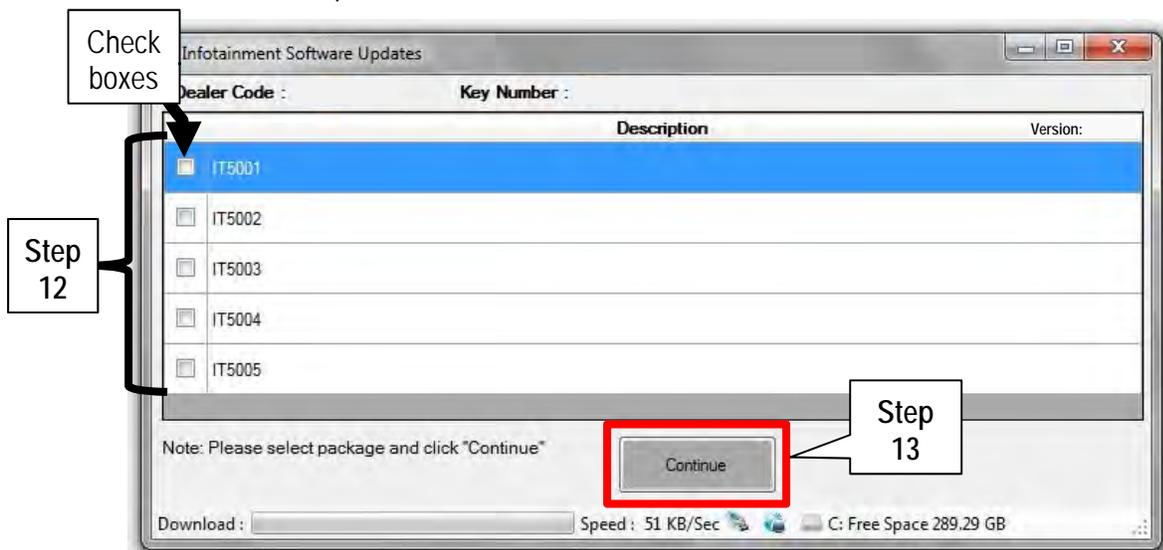 Check
boxes
Infotainment Software Updates
Dealer Code : Key Number :
Description Version:
IT5001
IT5002
IT5003
IT5004
IT5005
Step
12
Step
13
Note: Please select package and click "Continue"
Continue
Download : Speed : 51 KB/Sec C: Free Space 289.29 GB